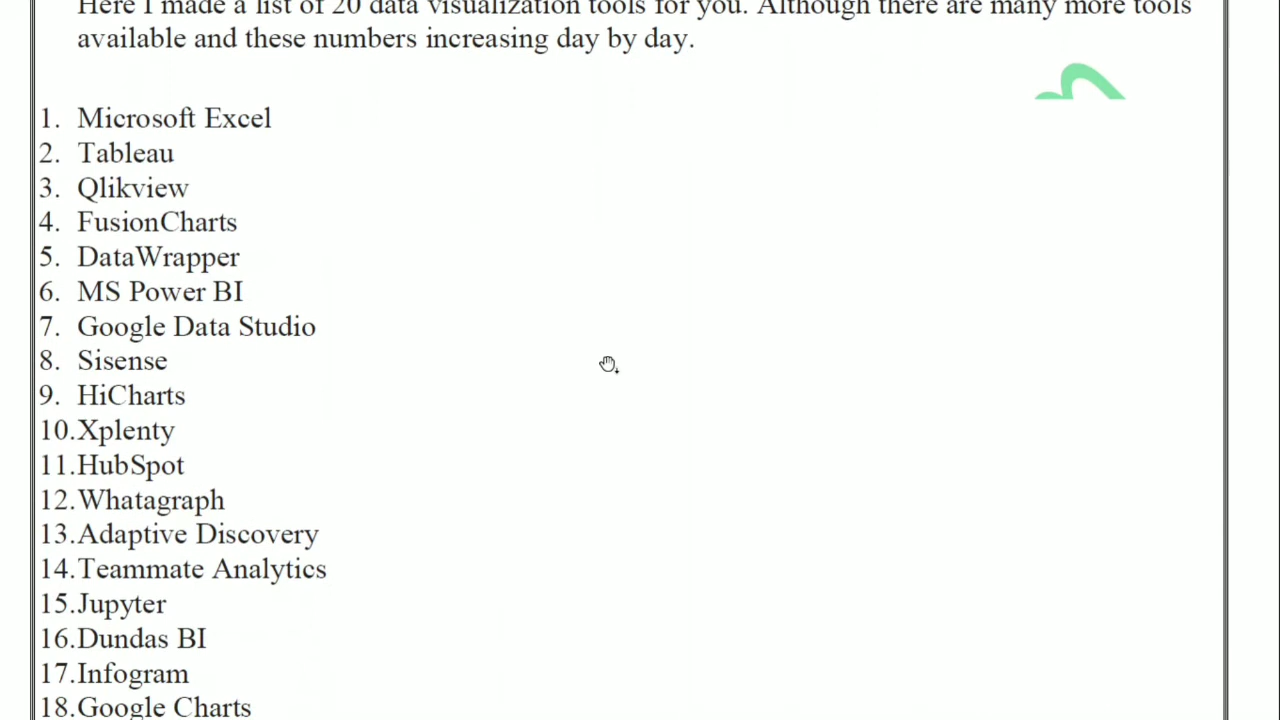 Here I made a list of 20 data visualization tools for you. Although there are many more tools
available and these numbers increasing day by day.
1. Microsoft Excel
2. Tableau
3. Qlikview
4. FusionCharts
5. DataWrapper
6. MS Power BI
7. Google Data Studio
8. Sisense
9. HiCharts
10.Xplenty
11.HubSpot
12.Whatagraph
13.Adaptive Discovery
14.Teammate Analytics
15.Jupyter
16.Dundas BI
17.Infogram
18.Google Charts